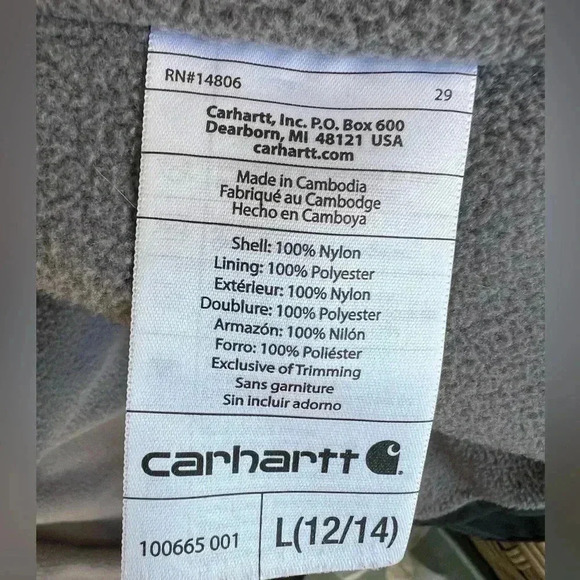 RN#14806 29
Carhartt, Inc. P.O. Box 600
Dearborn, MI 48121 USA
carhartt.com
Made in Cambodia
Fabriqué au Cambodge
Hecho en Camboya
Shell: 100% Nylon
Lining: 100% Polyester
Extérieur: 100% Nylon
Doublure: 100% Polyester
Armazón: 100% Nilón
Forro: 100% Poliéster
Exclusive of Trimming
Sans garniture
Sin incluir adorno
carhartt
100665 001 L(12/14)